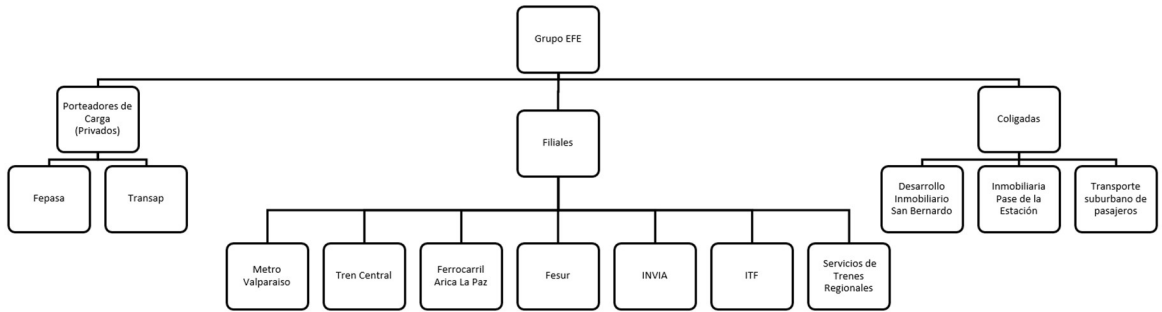 Grupo EFE
Porteadores de
Carga
(Privados)
Filiales
Coligadas
Fepasa
Transap
Desarrollo
Inmobiliario
San Bernardo
Inmobiliaria
Pase de la
Estación
Transporte
suburbano de
pasajeros
Metro
Valparaiso
Tren Central
Ferrocarril
Arica La Paz
Fesur
INVIA
ITF
Servicios de
Trenes
Regionales